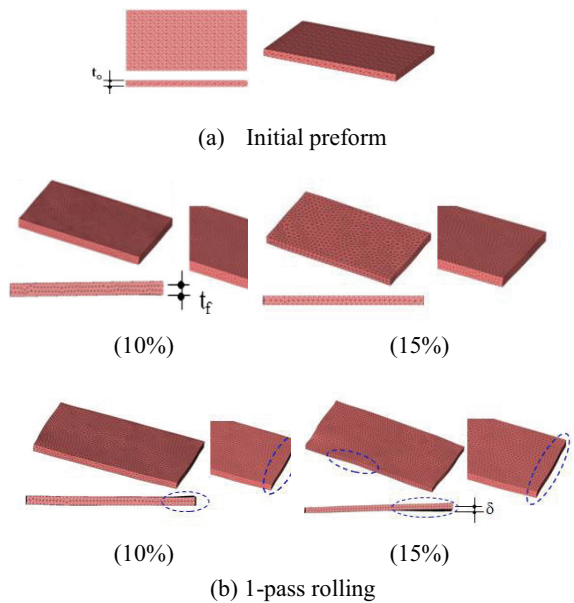 t₀
(a) Initial preform
t_f
(10%) (15%)
δ
(10%) (15%)
(b) 1-pass rolling